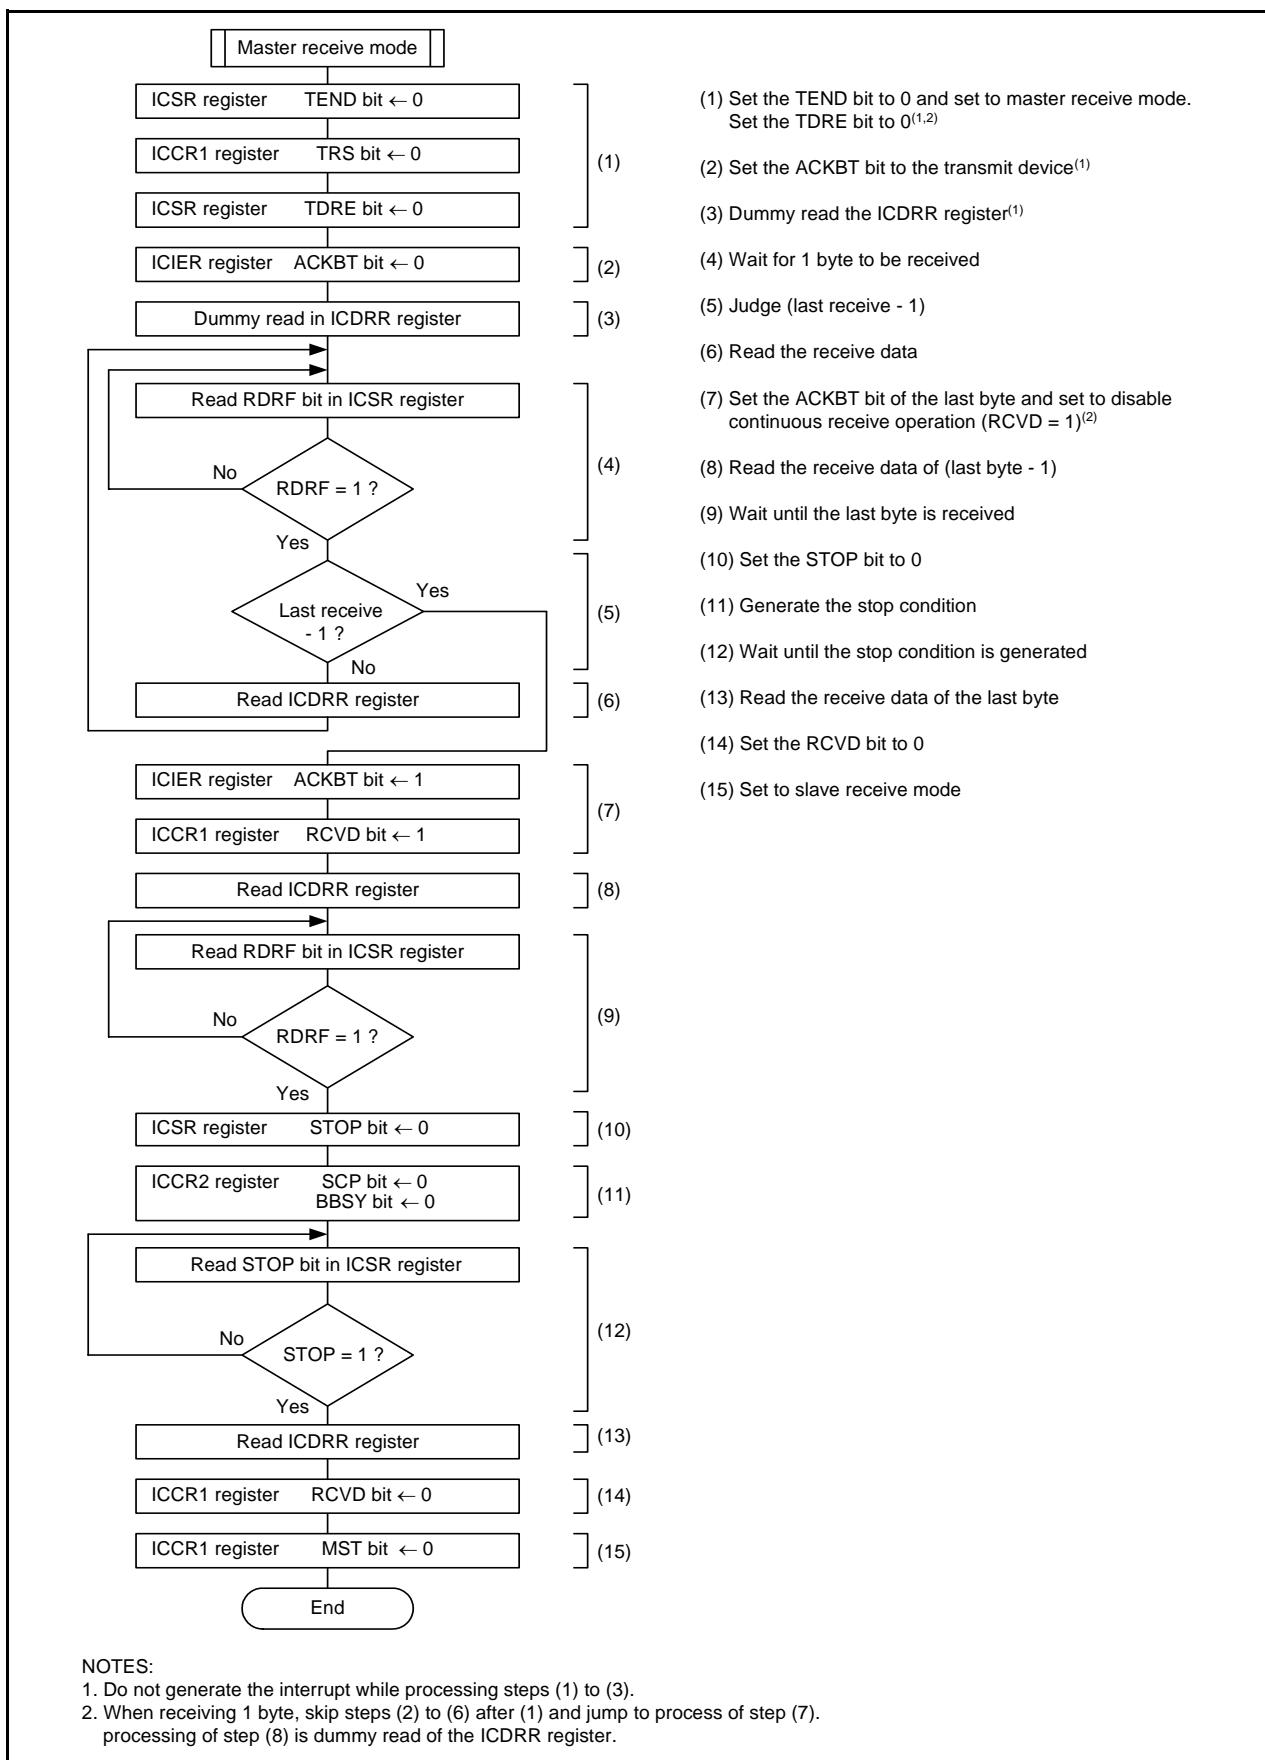 Master receive mode
ICSR register TEND bit ← 0
ICCR1 register TRS bit ← 0
ICSR register TDRE bit ← 0
(1)
ICIER register ACKBT bit ← 0
(2)
Dummy read in ICDRR register
(3)
Read RDRF bit in ICSR register
RDRF = 1 ?
No
Yes
(4)
Last receive
- 1 ?
Yes
No
(5)
Read ICDRR register
(6)
ICIER register ACKBT bit ← 1
ICCR1 register RCVD bit ← 1
(7)
Read ICDRR register
(8)
Read RDRF bit in ICSR register
No
RDRF = 1 ?
Yes
(9)
ICSR register STOP bit ← 0
(10)
ICCR2 register SCP bit ← 0
BBSY bit ← 0
(11)
Read STOP bit in ICSR register
No
STOP = 1 ?
Yes
(12)
Read ICDRR register
(13)
ICCR1 register RCVD bit ← 0
(14)
ICCR1 register MST bit ← 0
(15)
End
(1) Set the TEND bit to 0 and set to master receive mode.
Set the TDRE bit to 0(1,2)
(2) Set the ACKBT bit to the transmit device(1)
(3) Dummy read the ICDRR register(1)
(4) Wait for 1 byte to be received
(5) Judge (last receive - 1)
(6) Read the receive data
(7) Set the ACKBT bit of the last byte and set to disable
continuous receive operation (RCVD = 1)(2)
(8) Read the receive data of (last byte - 1)
(9) Wait until the last byte is received
(10) Set the STOP bit to 0
(11) Generate the stop condition
(12) Wait until the stop condition is generated
(13) Read the receive data of the last byte
(14) Set the RCVD bit to 0
(15) Set to slave receive mode
NOTES:
1. Do not generate the interrupt while processing steps (1) to (3).
2. When receiving 1 byte, skip steps (2) to (6) after (1) and jump to process of step (7).
processing of step (8) is dummy read of the ICDRR register.